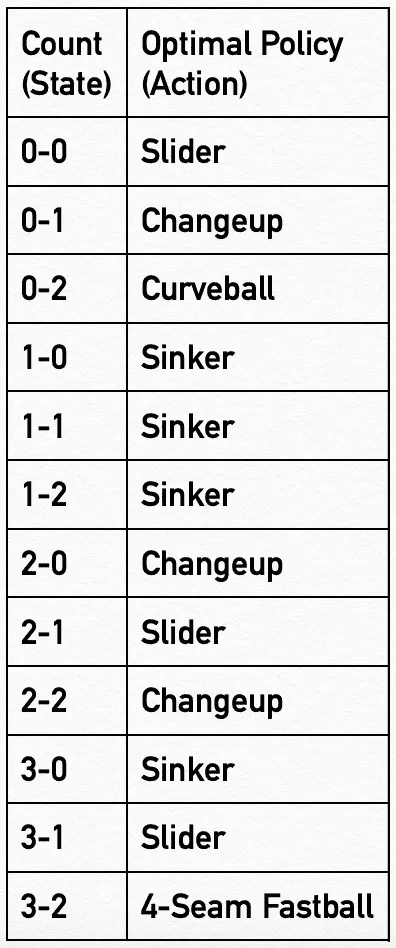 Count Optimal Policy
(State) (Action)
0-0 Slider
0-1 Changeup
0-2 Curveball
1-0 Sinker
1-1 Sinker
1-2 Sinker
2-0 Changeup
2-1 Slider
2-2 Changeup
3-0 Sinker
3-1 Slider
3-2 4-Seam Fastball